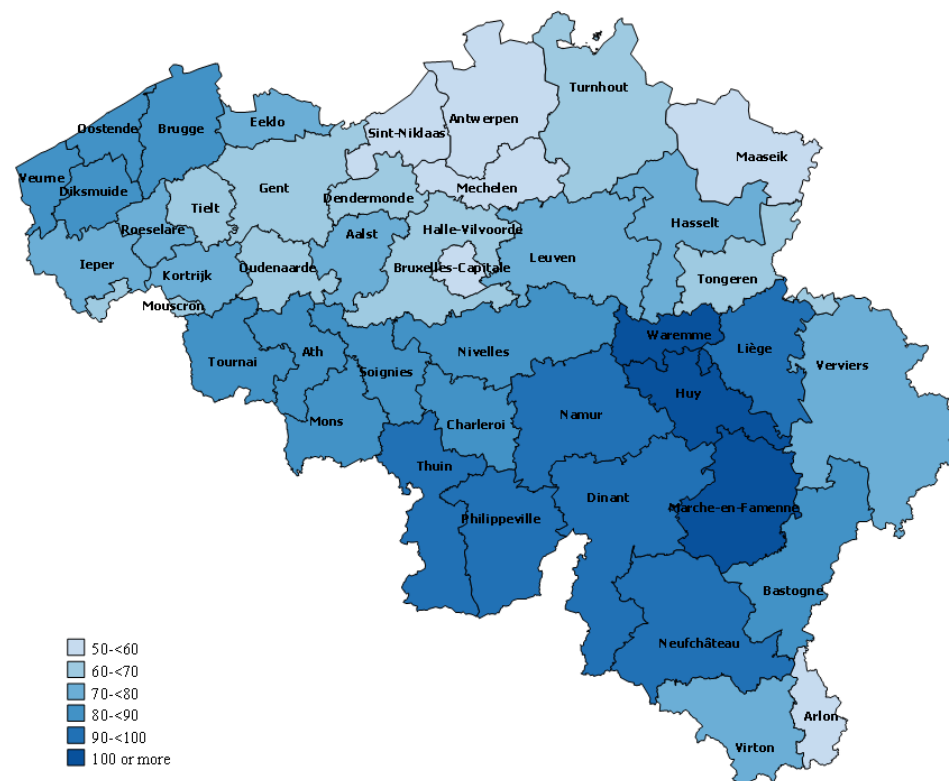 Turnhout
Antwerpen
Eeklo
Oostende
Brugge
Sint-Niklaas
Maaseik
Veurne
Diksmuide
Gent
Mechelen
Dendermonde
Tielt
Hasselt
Roeselare
Aalst
Halle-Vilvoorde
Leuven
Ieper
Kortrijk
Oudenaarde
Bruxelles-Capitale
Tongeren
Mouscron
Waremme
Liège
Tournai
Ath
Nivelles
Soignies
Verviers
Huy
Mons
Charleroi
Namur
Thuin
Dinant
Marche-en-Famenne
Philippeville
Bastogne
Neufchâteau
Arlon
Virton
50-<60
60-<70
70-<80
80-<90
90-<100
100 or more